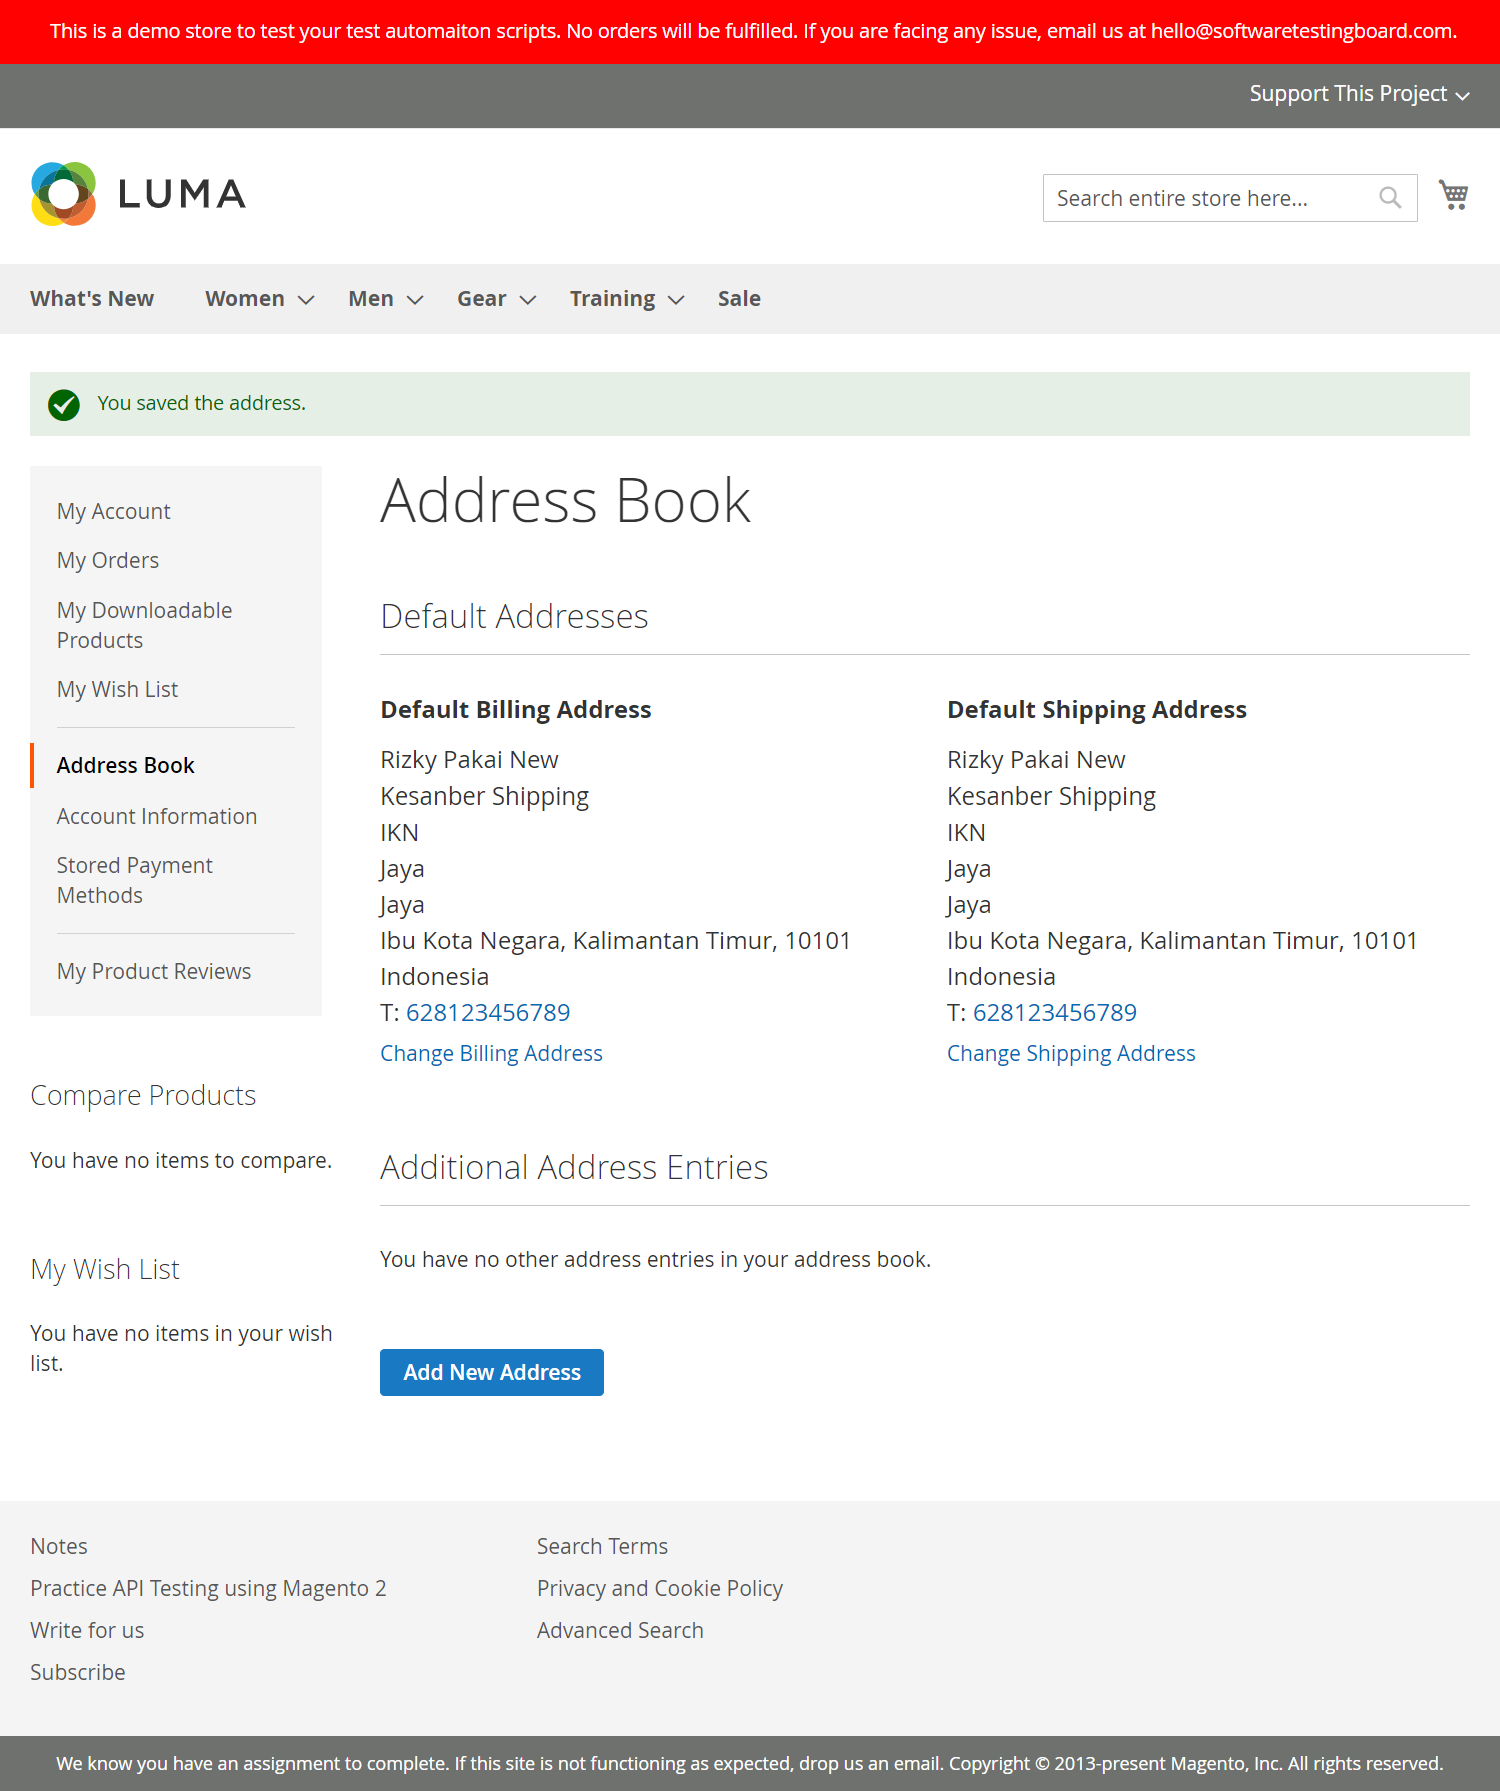 This is a demo store to test your test automaiton scripts. No orders will be fulfilled. If you are facing any issue, email us at hello@softwaretestingboard.com.
Support This Project
LUMA
Search entire store here...
What's New Women Men Gear Training Sale
You saved the address.
My Account
My Orders
My Downloadable
Products
My Wish List
Address Book
Account Information
Stored Payment
Methods
My Product Reviews
Compare Products
You have no items to compare.
My Wish List
You have no items in your wish
list.
Address Book
Default Addresses
Default Billing Address
Rizky Pakai New
Kesanber Shipping
IKN
Jaya
Jaya
Ibu Kota Negara, Kalimantan Timur, 10101
Indonesia
T: 628123456789
Change Billing Address
Default Shipping Address
Rizky Pakai New
Kesanber Shipping
IKN
Jaya
Jaya
Ibu Kota Negara, Kalimantan Timur, 10101
Indonesia
T: 628123456789
Change Shipping Address
Additional Address Entries
You have no other address entries in your address book.
Add New Address
Notes
Practice API Testing using Magento 2
Write for us
Subscribe
Search Terms
Privacy and Cookie Policy
Advanced Search
We know you have an assignment to complete. If this site is not functioning as expected, drop us an email. Copyright © 2013-present Magento, Inc. All rights reserved.